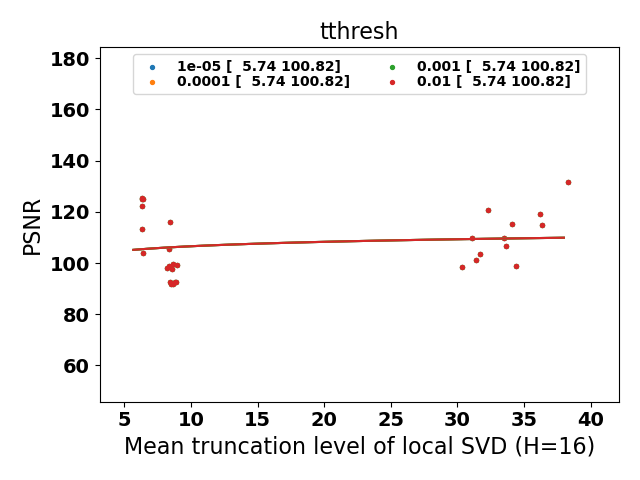 tthresh
1e-05 [  5.74 100.82]
0.0001 [  5.74 100.82]
0.001 [  5.74 100.82]
0.01 [  5.74 100.82]
180
160
140
120
100
80
60
PSNR
5 10 15 20 25 30 35 40
Mean truncation level of local SVD (H=16)